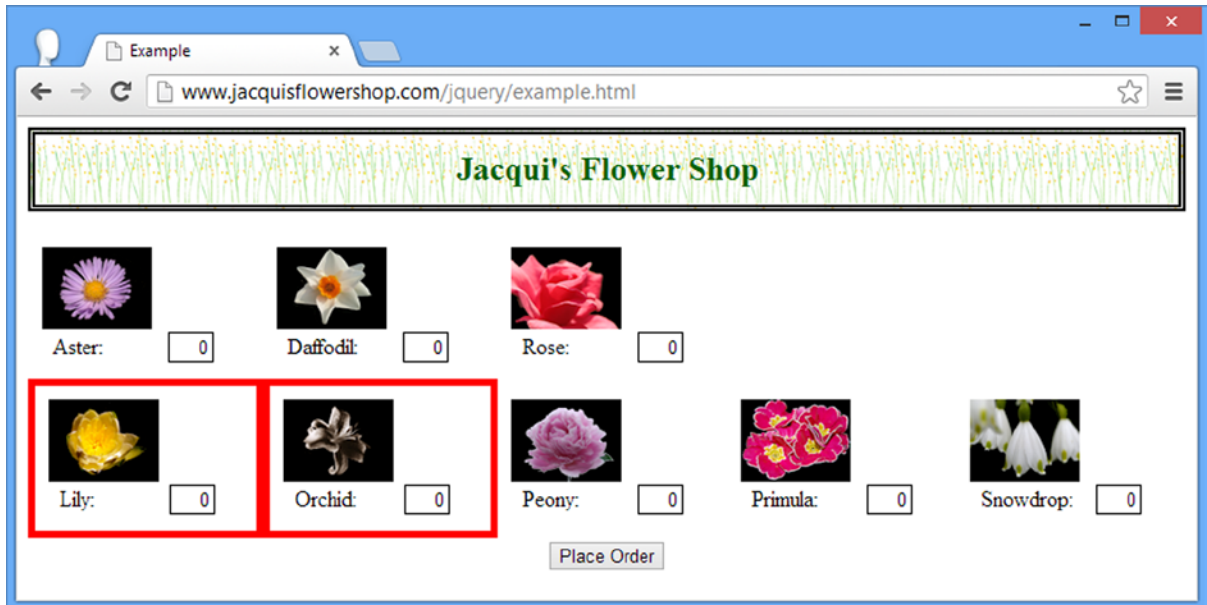 Example
www.jacquisflowershop.com/jquery/example.html
Jacqui's Flower Shop
Aster: 0 Daffodil: 0 Rose: 0
Lily: 0 Orchid: 0 Peony: 0 Primula: 0 Snowdrop: 0
Place Order